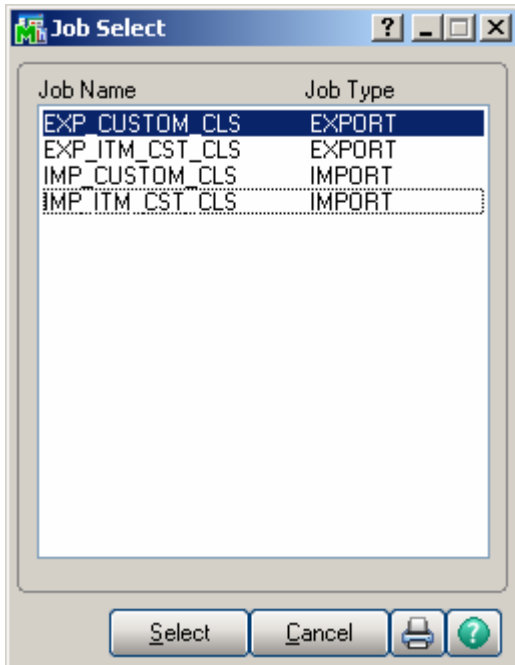 Job Select
Job Name Job Type
EXP_CUSTOM_CLS EXPORT
EXP_ITM_CST_CLS EXPORT
IMP_CUSTOM_CLS IMPORT
IMP_ITM_CST_CLS IMPORT
Select Cancel